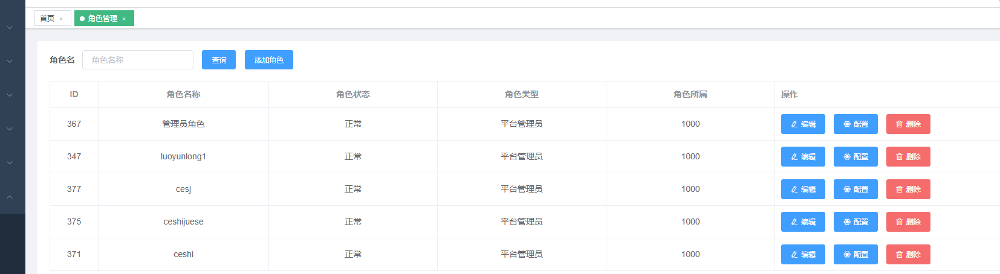 首页 × 角色管理 ×
角色名 角色名称 查询 添加角色
ID 角色名称 角色状态 角色类型 角色所属 操作
367 管理员角色 正常 平台管理员 1000 编辑 配置 删除
347 luoyunlong1 正常 平台管理员 1000 编辑 配置 删除
377 cesj 正常 平台管理员 1000 编辑 配置 删除
375 ceshijuese 正常 平台管理员 1000 编辑 配置 删除
371 ceshi 正常 平台管理员 1000 编辑 配置 删除